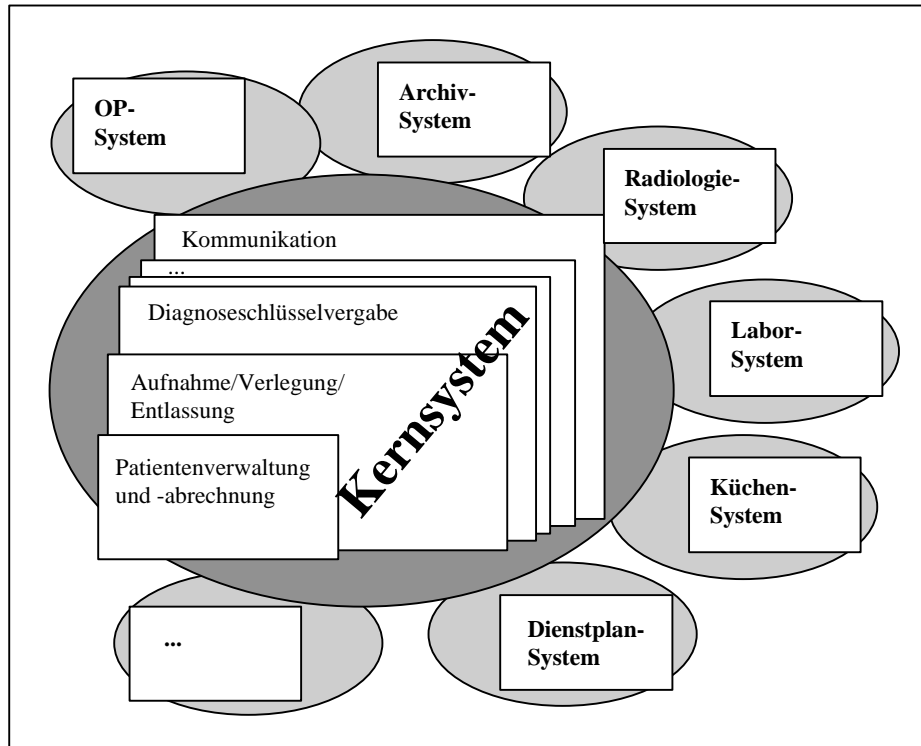 OP-
System
Archiv-
System
Radiologie-
System
Labor-
System
Küchen-
System
Dienstplan-
System
...
Kommunikation
...
Diagnoseschlüsselvergabe
Aufnahme/Verlegung/
Entlassung
Patientenverwaltung
und -abrechnung
Kernsystem